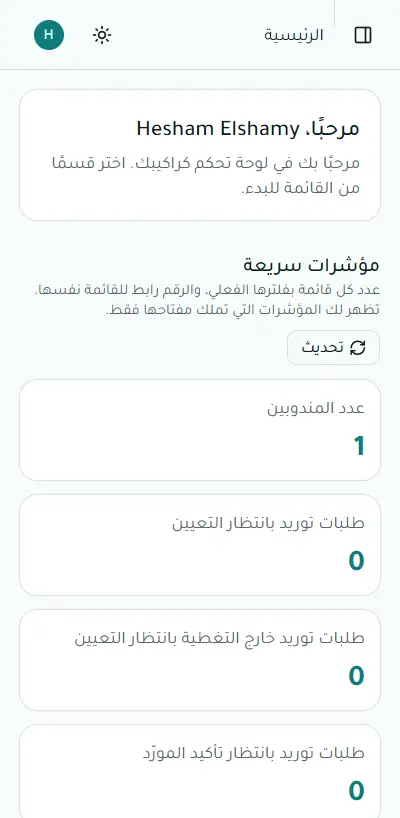 الرئيسية
H
مرحبًا، Hesham Elshamy
مرحبًا بك في لوحة تحكم كراكيبك. اختر قسمًا
من القائمة للبدء.
مؤشرات سريعة
عدد كل قائمة بفلترها الفعلي، والرقم رابط للقائمة نفسها.
تظهر لك المؤشرات التي تملك مفتاحها فقط.
تحديث
عدد المندوبين
1
طلبات توريد بانتظار التعيين
0
طلبات توريد خارج التغطية بانتظار التعيين
0
طلبات توريد بانتظار تأكيد المورّد
0